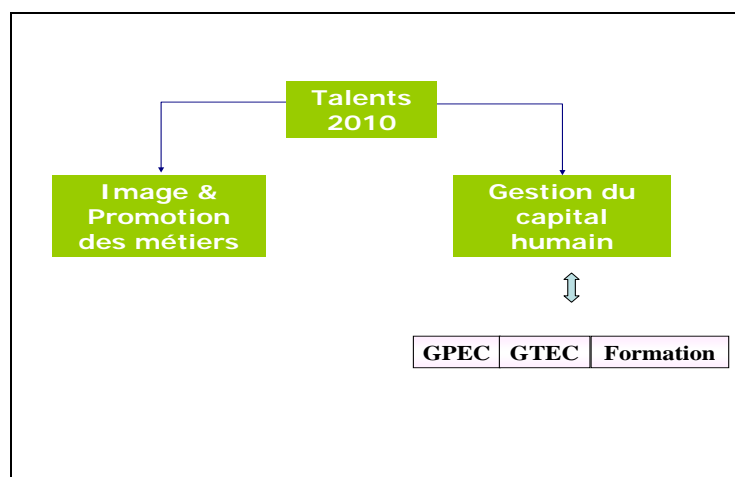 Talents
2010
Image &
Promotion
des métiers
Gestion du
capital
humain
GPEC GTEC Formation